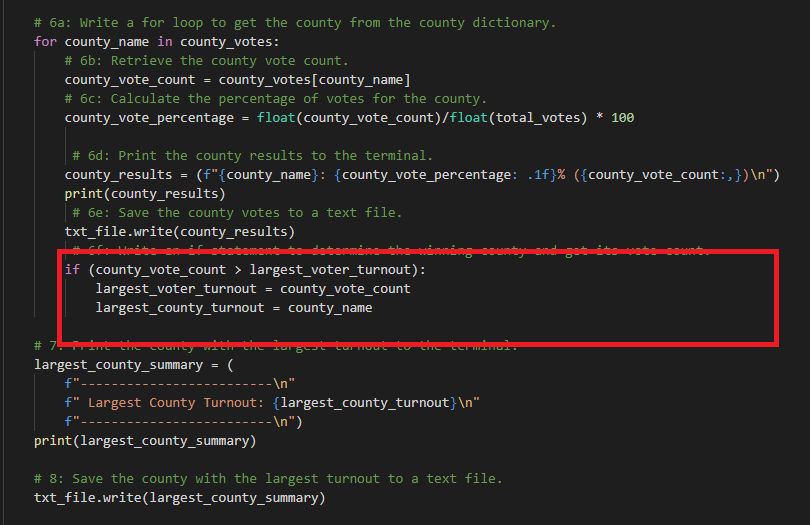 # 6a: Write a for loop to get the county from the county dictionary.
for county_name in county_votes:
# 6b: Retrieve the county vote count.
county_vote_count = county_votes[county_name]
# 6c: Calculate the percentage of votes for the county.
county_vote_percentage = float(county_vote_count)/float(total_votes) * 100
# 6d: Print the county results to the terminal.
county_results = (f"{county_name}: {county_vote_percentage: .1f}% ({county_vote_count:,})\n")
print(county_results)
# 6e: Save the county votes to a text file.
txt_file.write(county_results)
# 6f: Write an if statement to determine the winning county and get its vote count.
if (county_vote_count > largest_voter_turnout):
largest_voter_turnout = county_vote_count
largest_county_turnout = county_name
# 7: Print the county with the largest turnout to the terminal.
largest_county_summary = (
f"-------------------------\n"
f" Largest County Turnout: {largest_county_turnout}\n"
f"-------------------------\n")
print(largest_county_summary)
# 8: Save the county with the largest turnout to a text file.
txt_file.write(largest_county_summary)